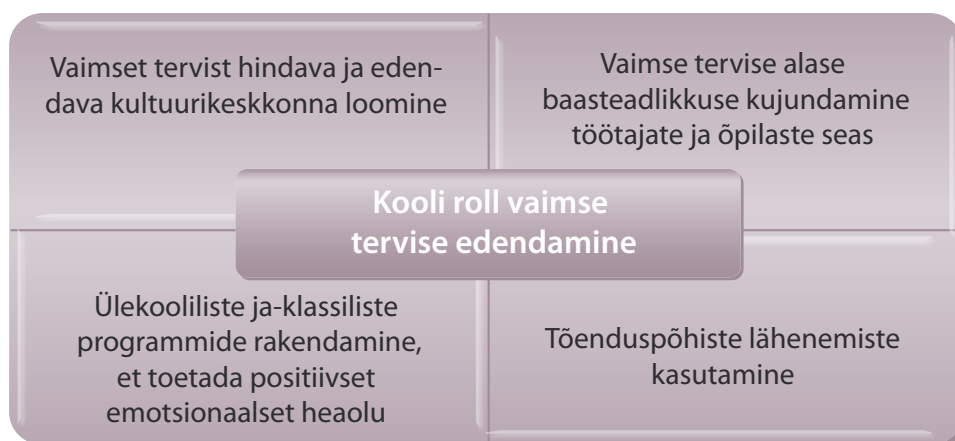 Vaimset tervist hindava ja eden-
dava kultuurikeskkonna loomine
Vaimse tervise alase
baasteadlikkuse kujundamine
töötajate ja õpilaste seas
Kooli roll vaimse
tervise edendamine
Ülekooliliste ja-klassiliste
programmide rakendamine,
et toetada positiivset
emotsionaalset heaolu
Tõenduspõhiste lähenemiste
kasutamine